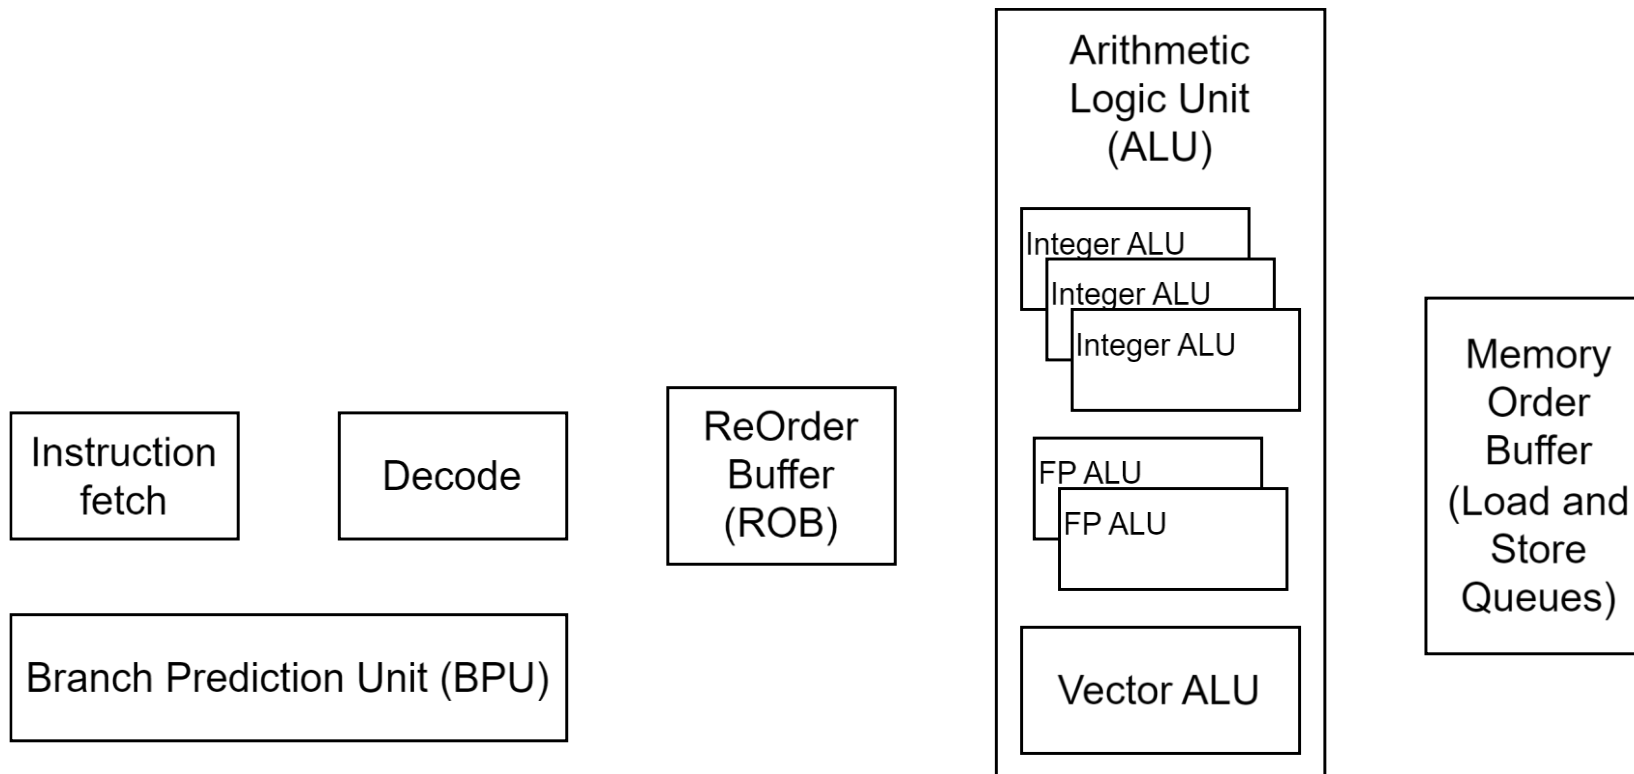 Instruction
fetch
Decode
Branch Prediction Unit (BPU)
ReOrder
Buffer
(ROB)
Arithmetic
Logic Unit
(ALU)
Integer ALU
Integer ALU
Integer ALU
FP ALU
FP ALU
Vector ALU
Memory
Order
Buffer
(Load and
Store
Queues)